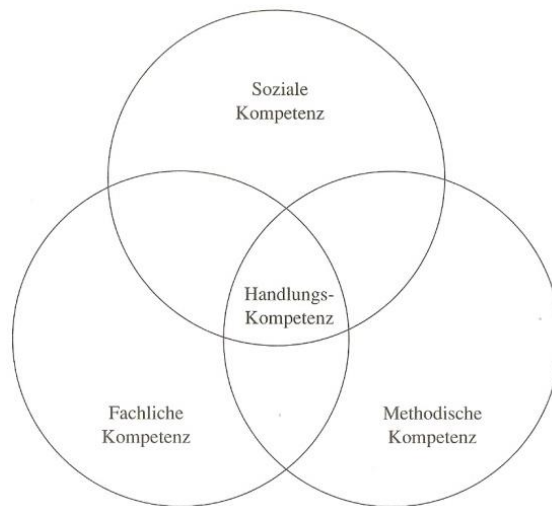 Soziale
Kompetenz
Handlungs-
Kompetenz
Fachliche
Kompetenz
Methodische
Kompetenz